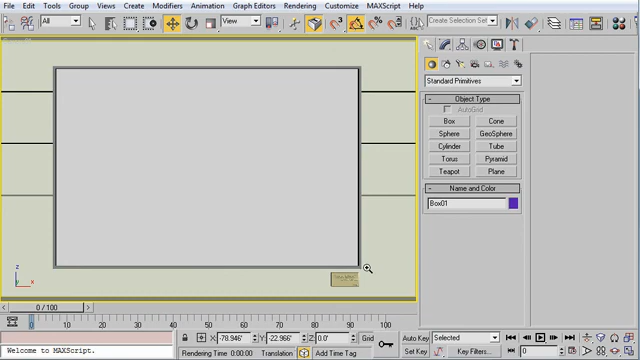 File Edit Tools Group Views Create Modifiers Animation Graph Editors Rendering Customize MAXScript Help
All View 3 Create Selection Set
Standard Primitives
- Object Type
AutoGrid
Box Cone
Sphere GeoSphere
Cylinder Tube
Torus Pyramid
Teapot Plane
- Name and Color
Box01
z
y x
< 0 / 100 >
0 10 20 30 40 50 60 70 80 90 100
X: -78.946' Y: -22.966' Z: 0.0' Grid Auto Key Selected
Welcome to MAXScript. Rendering Time 0:00:00 Translation Add Time Tag Set Key Key Filters... 0